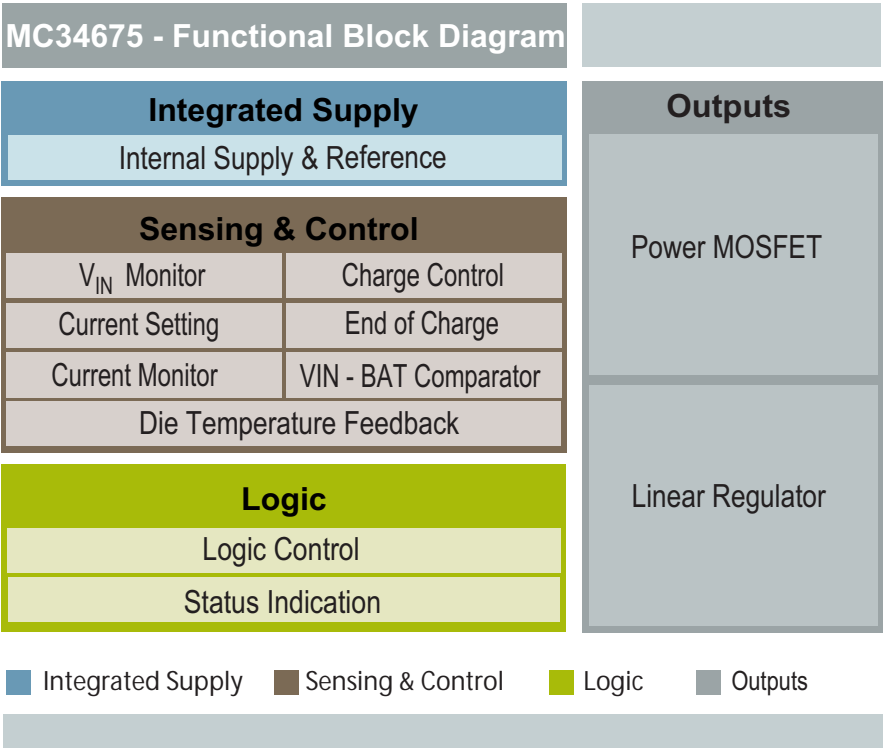 MC34675 - Functional Block Diagram
Integrated Supply
Internal Supply & Reference
Sensing & Control
VIN Monitor
Charge Control
Current Setting
End of Charge
Current Monitor
VIN - BAT Comparator
Die Temperature Feedback
Logic
Logic Control
Status Indication
Outputs
Power MOSFET
Linear Regulator
Integrated Supply
Sensing & Control
Logic
Outputs